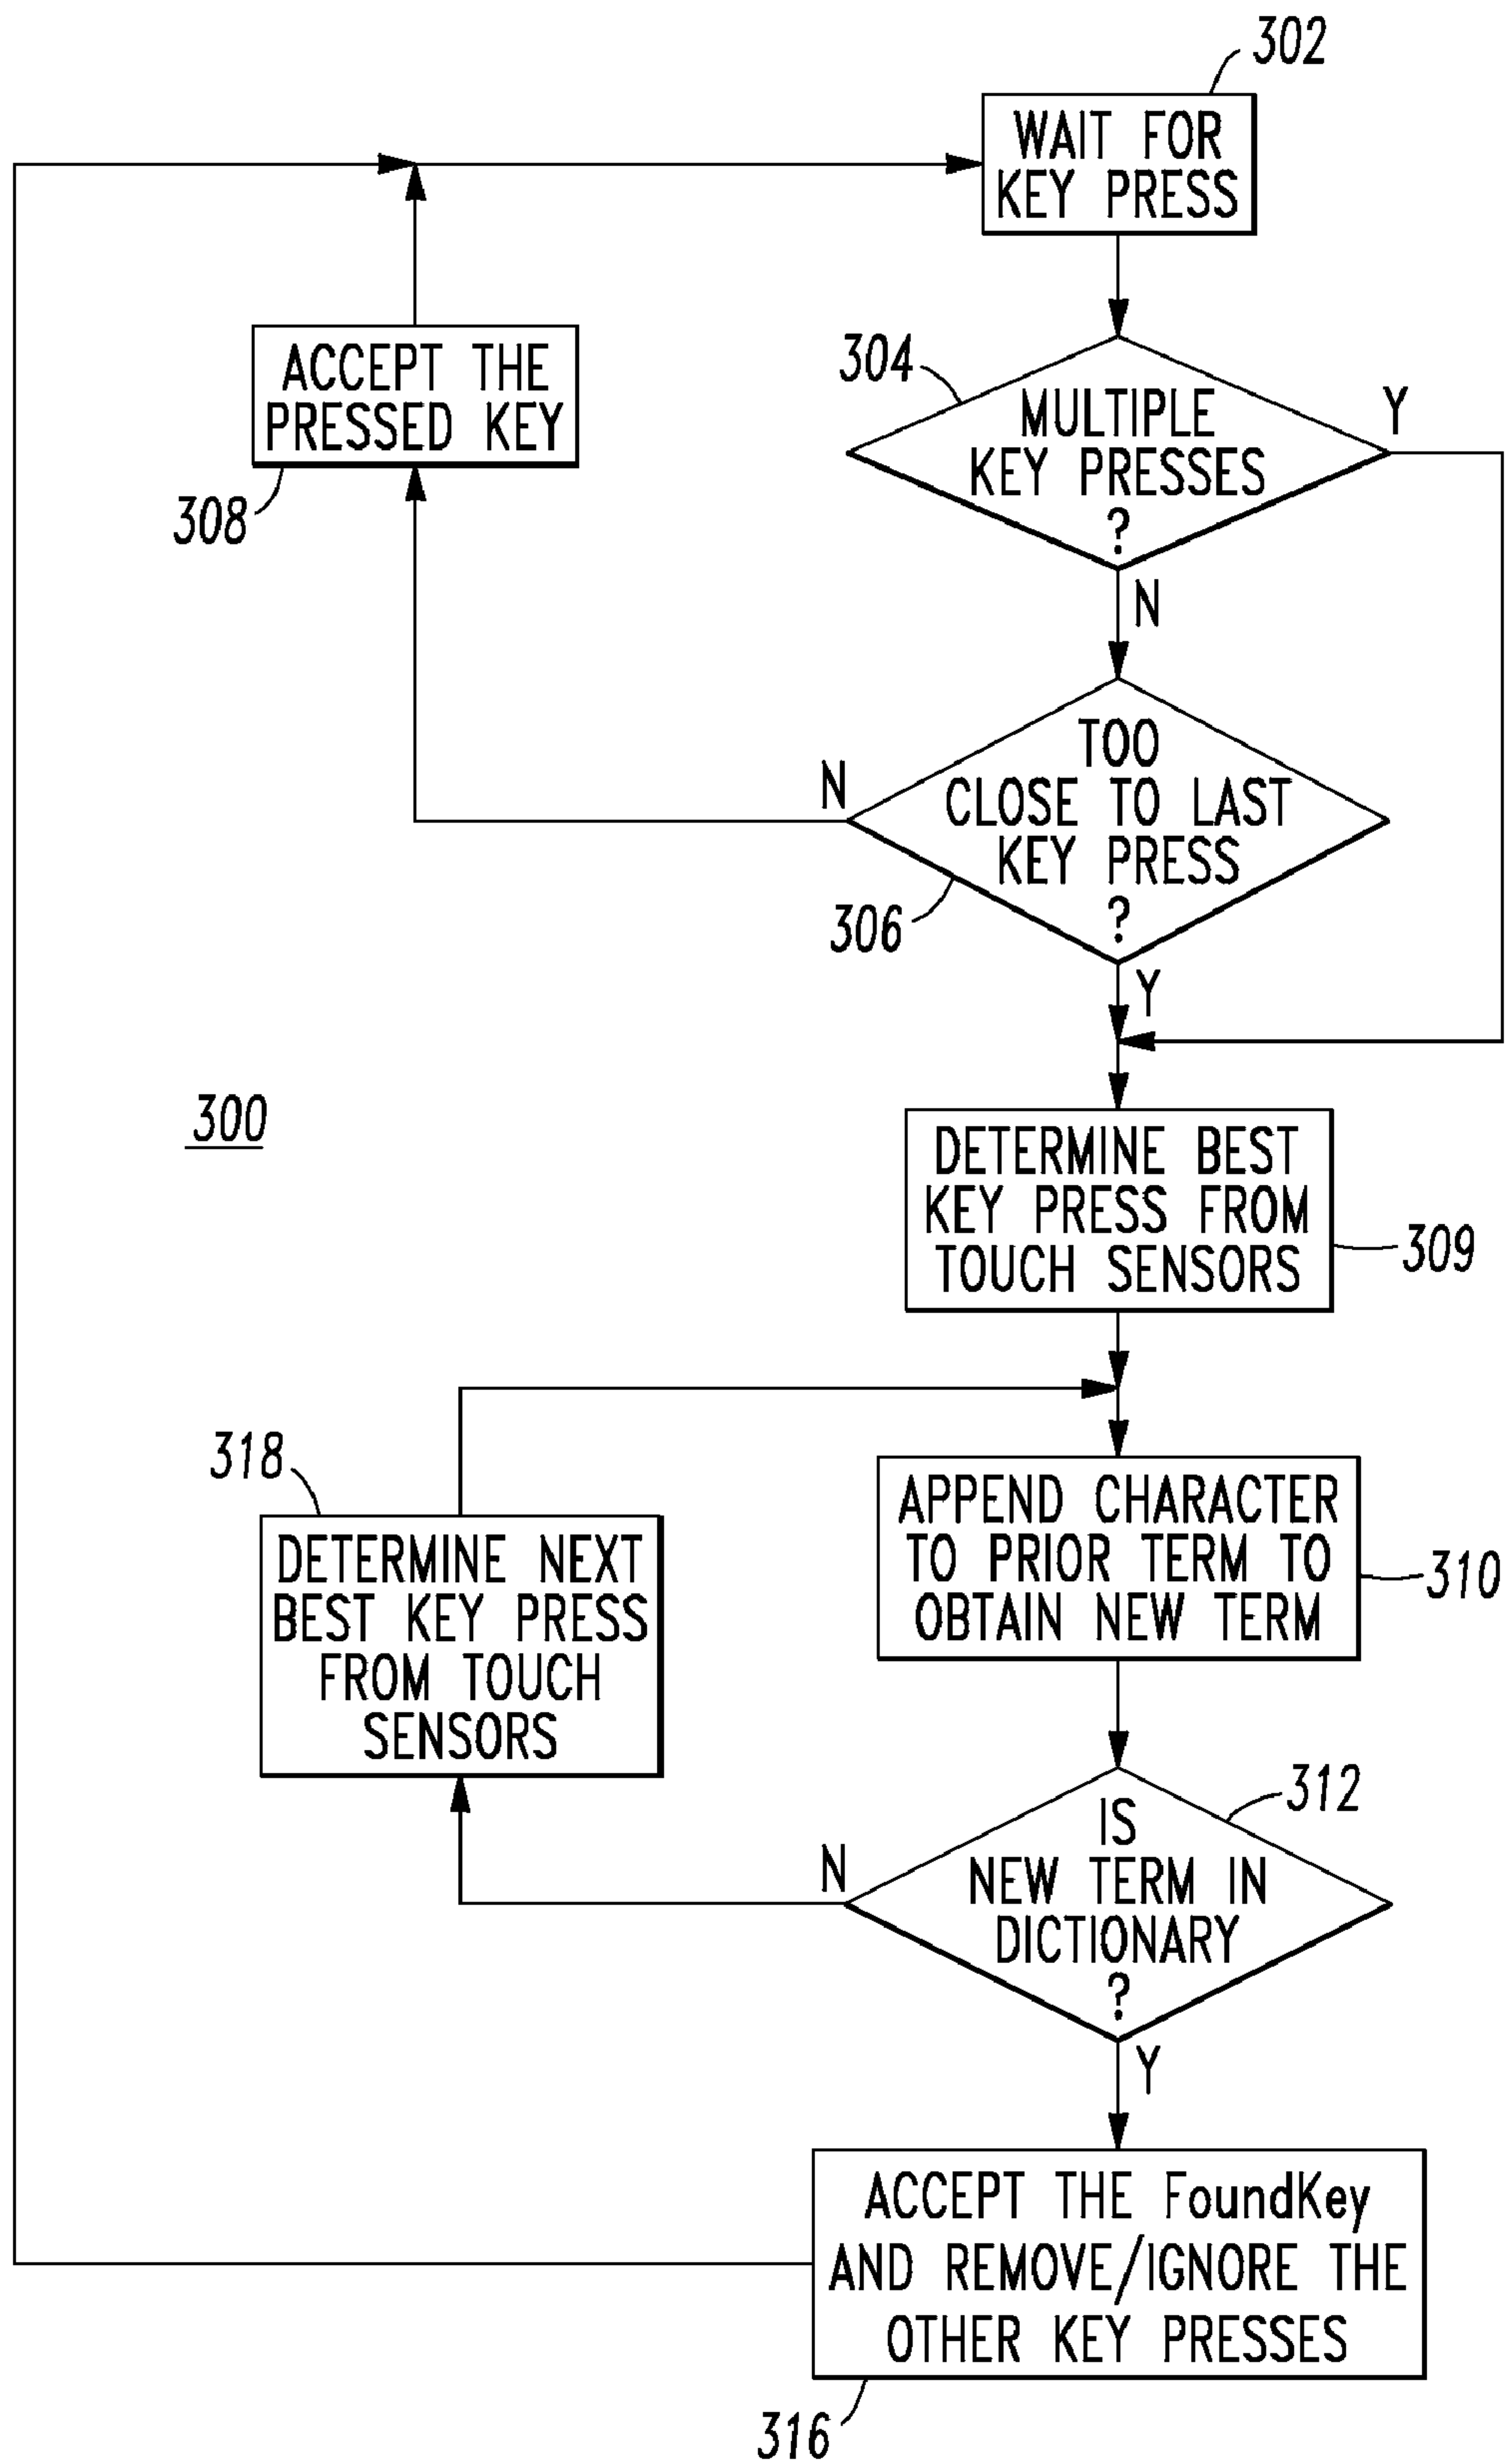 302
WAIT FOR
KEY PRESS
304
MULTIPLE
KEY PRESSES
?
Y
N
ACCEPT THE
PRESSED KEY
308
TOO
CLOSE TO LAST
KEY PRESS
?
N
306
Y
300
DETERMINE BEST
KEY PRESS FROM
TOUCH SENSORS
309
318
DETERMINE NEXT
BEST KEY PRESS
FROM TOUCH
SENSORS
APPEND CHARACTER
TO PRIOR TERM TO
OBTAIN NEW TERM
310
312
IS
NEW TERM IN
DICTIONARY
?
N
Y
ACCEPT THE FoundKey
AND REMOVE/IGNORE THE
OTHER KEY PRESSES
316